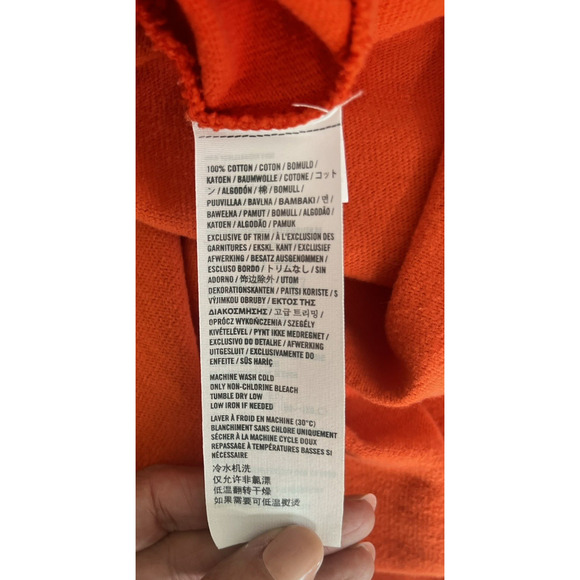 100% COTTON / COTON / BOMULD /
KATOEN / BAUMWOLLE / COTONE / コット
ン / ALGODÓN / 棉 / BOMULL /
PUUVILLAA / BAVLNA / ΒΑΜΒΑΚΙ / 면 /
BAWEŁNA / PAMUT / BOMULL / ALGODÃO /
KATOEN / ALGODÃO / PAMUK
EXCLUSIVE OF TRIM / À L'EXCLUSION DES
GARNITURES / EKSKL. KANT / EXCLUSIEF
AFWERKING / BESATZ AUSGENOMMEN /
ESCLUSO BORDO / トリムなし / SIN
ADORNO / 饰边除外 / UTOM
DEKORATIONSKANTEN / PAITSI KORISTE / S
VÝJIMKOU OBRUBY / ΕΚΤΟΣ ΤΗΣ
ΔΙΑΚΟΣΜΗΣΗΣ / 고급 트리밍 /
OPRÓCZ WYKOŃCZENIA / SZEGÉLY
KIVÉTELÉVEL / PYNT IKKE MEDREGNET /
EXCLUSIVO DO DETALHE / AFWERKING
UITGESLUIT / EXCLUSIVAMENTE DO
ENFEITE / SÜS HARİÇ
MACHINE WASH COLD
ONLY NON-CHLORINE BLEACH
TUMBLE DRY LOW
LOW IRON IF NEEDED
LAVER À FROID EN MACHINE (30°C)
BLANCHIMENT SANS CHLORE UNIQUEMENT
SÉCHER À LA MACHINE CYCLE DOUX
REPASSAGE À TEMPÉRATURES BASSES SI
NÉCESSAIRE
冷水机洗
仅允许非氯漂
低温翻转干燥
如果需要可低温熨烫